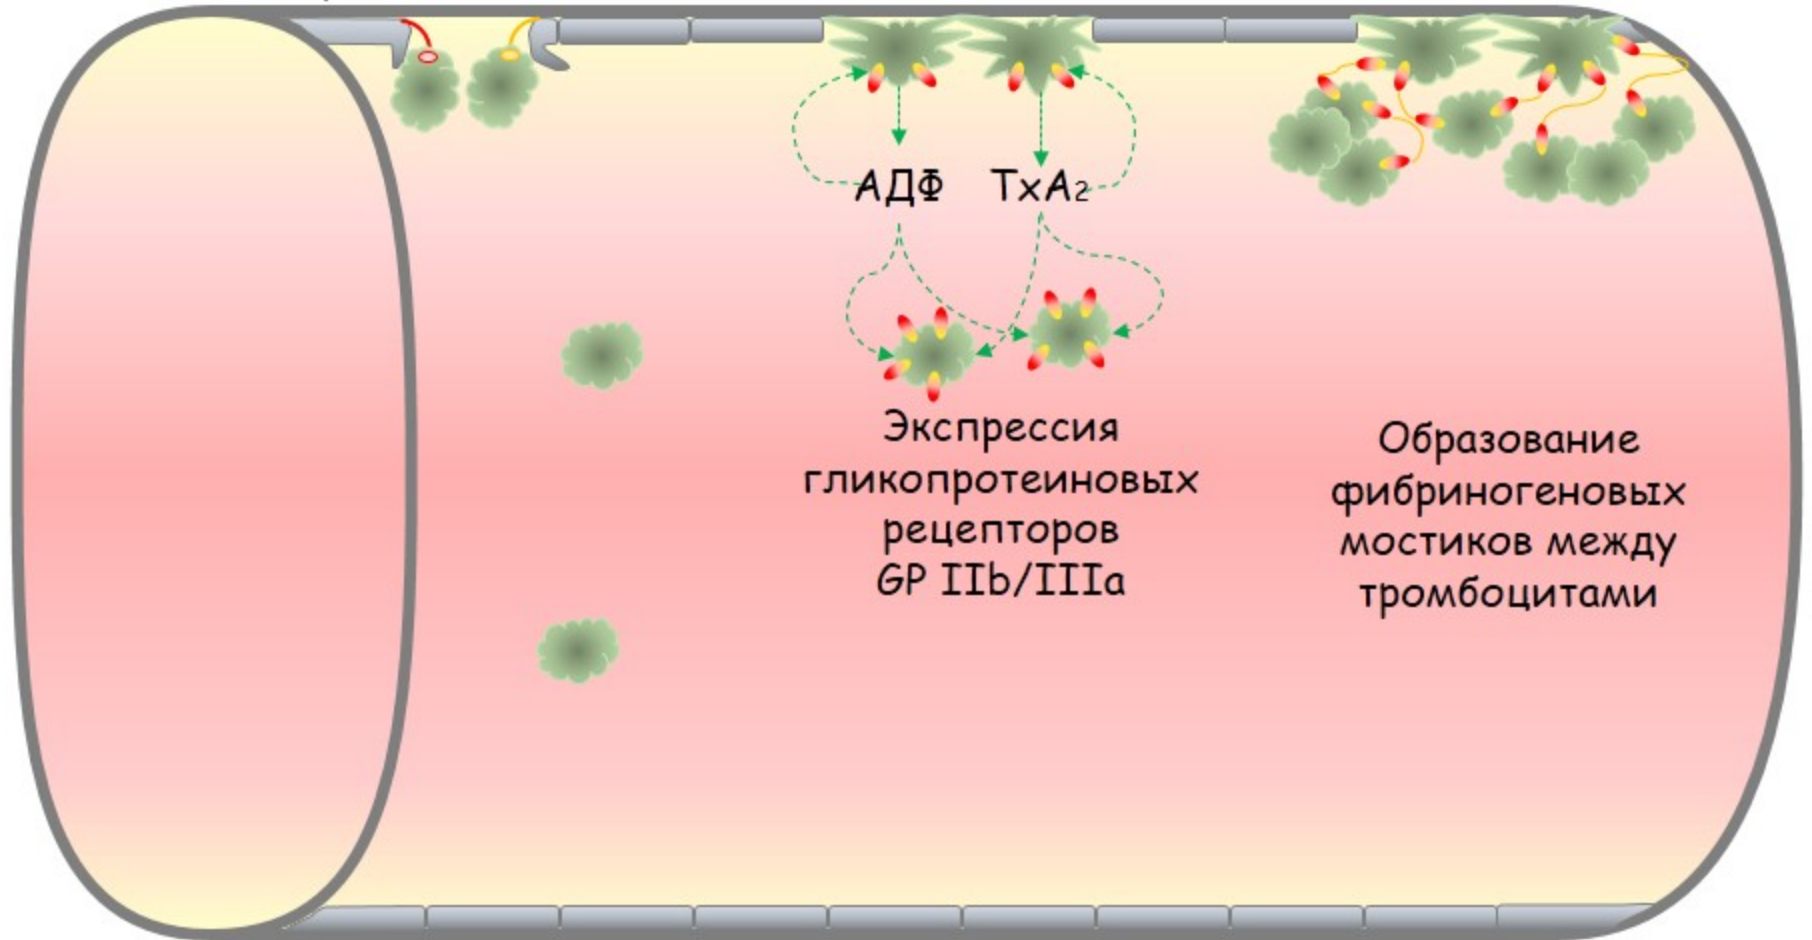 АДФ TxA2
Экспрессия
гликопротеиновых
рецепторов
GP IIb/IIIa
Образование
фибриногеновых
мостиков между
тромбоцитами